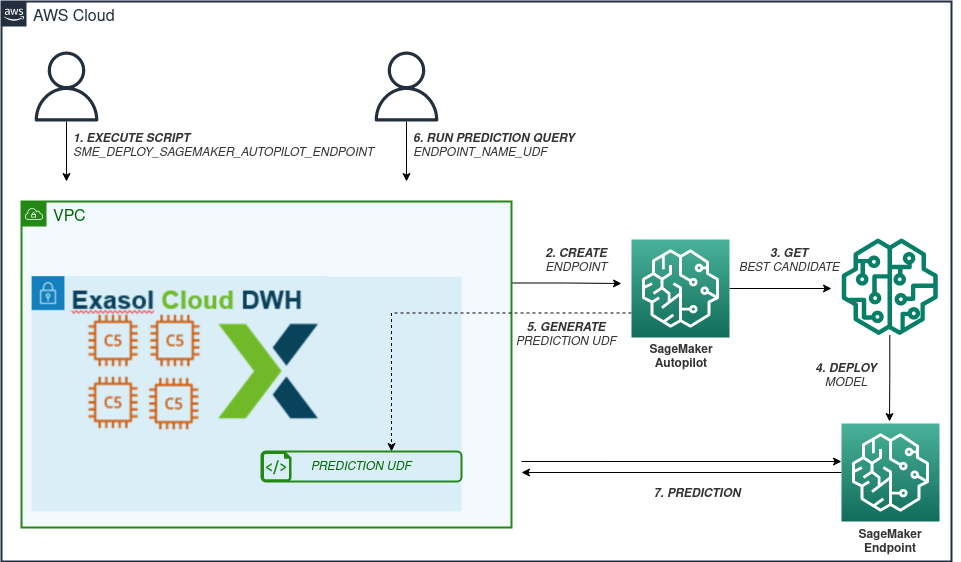 aws
AWS Cloud
1. EXECUTE SCRIPT
SME_DEPLOY_SAGEMAKER_AUTOPILOT_ENDPOINT
6. RUN PREDICTION QUERY
ENDPOINT_NAME_UDF
VPC
2. CREATE
ENDPOINT
3. GET
BEST CANDIDATE
Exasol Cloud DWH
C5
C5
C5
C5
5. GENERATE
PREDICTION UDF
SageMaker
Autopilot
4. DEPLOY
MODEL
</> PREDICTION UDF
7. PREDICTION
SageMaker
Endpoint